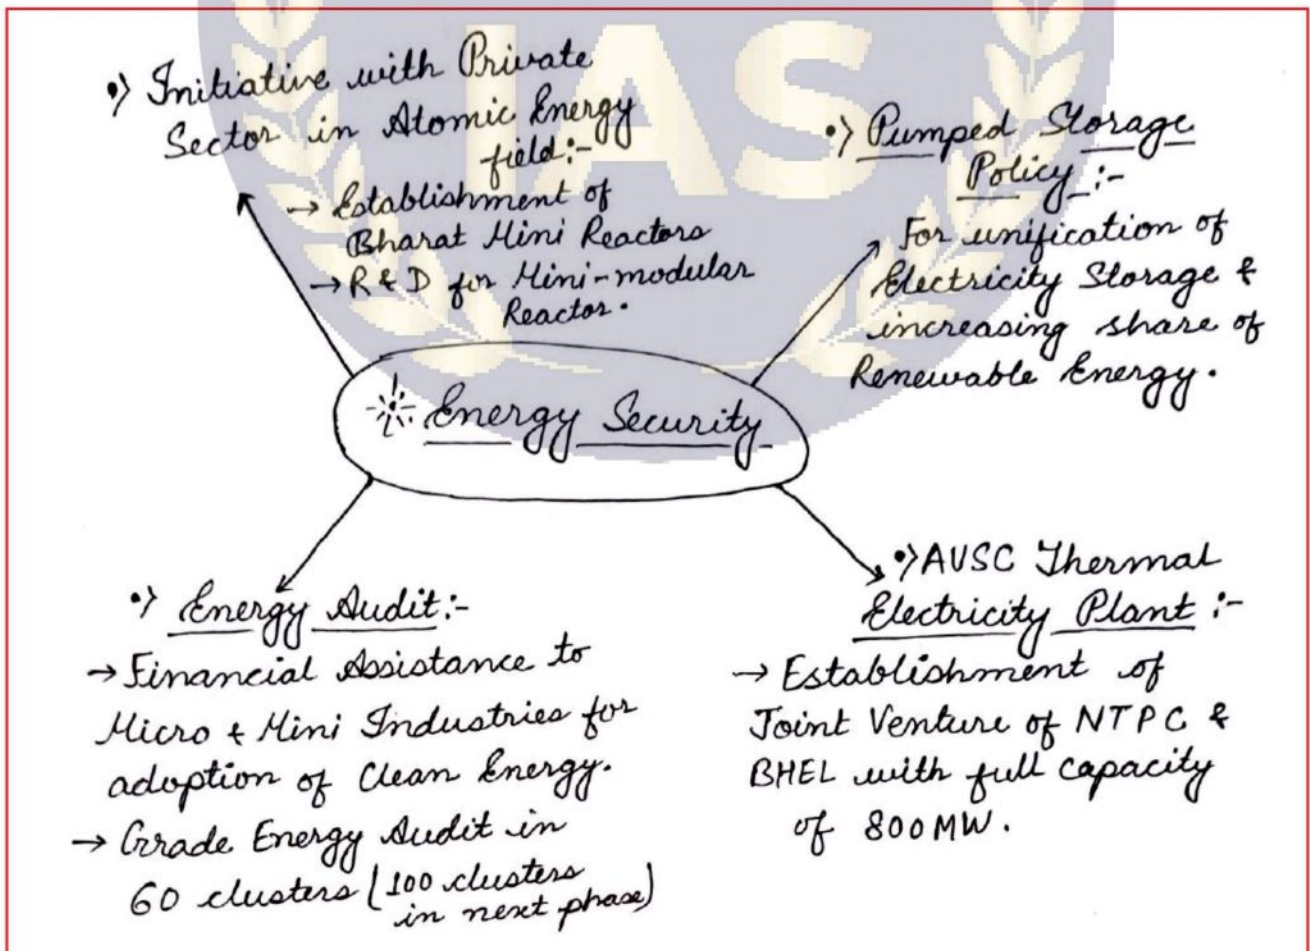 IAS
•) Initiative with Private
Sector in Atomic Energy
field:-
→ Establishment of
Bharat Mini Reactors
→ R & D for Mini-modular
Reactor.
•) Pumped Storage
Policy :-
For unification of
Electricity Storage &
increasing share of
Renewable Energy.
Energy Security
•) Energy Audit:-
→ Financial Assistance to
Micro & Mini Industries for
adoption of Clean Energy.
→ Grade Energy Audit in
60 clusters (100 clusters
in next phase)
•) AUSC Thermal
Electricity Plant :-
→ Establishment of
Joint Venture of NTPC &
BHEL with full capacity
of 800MW.